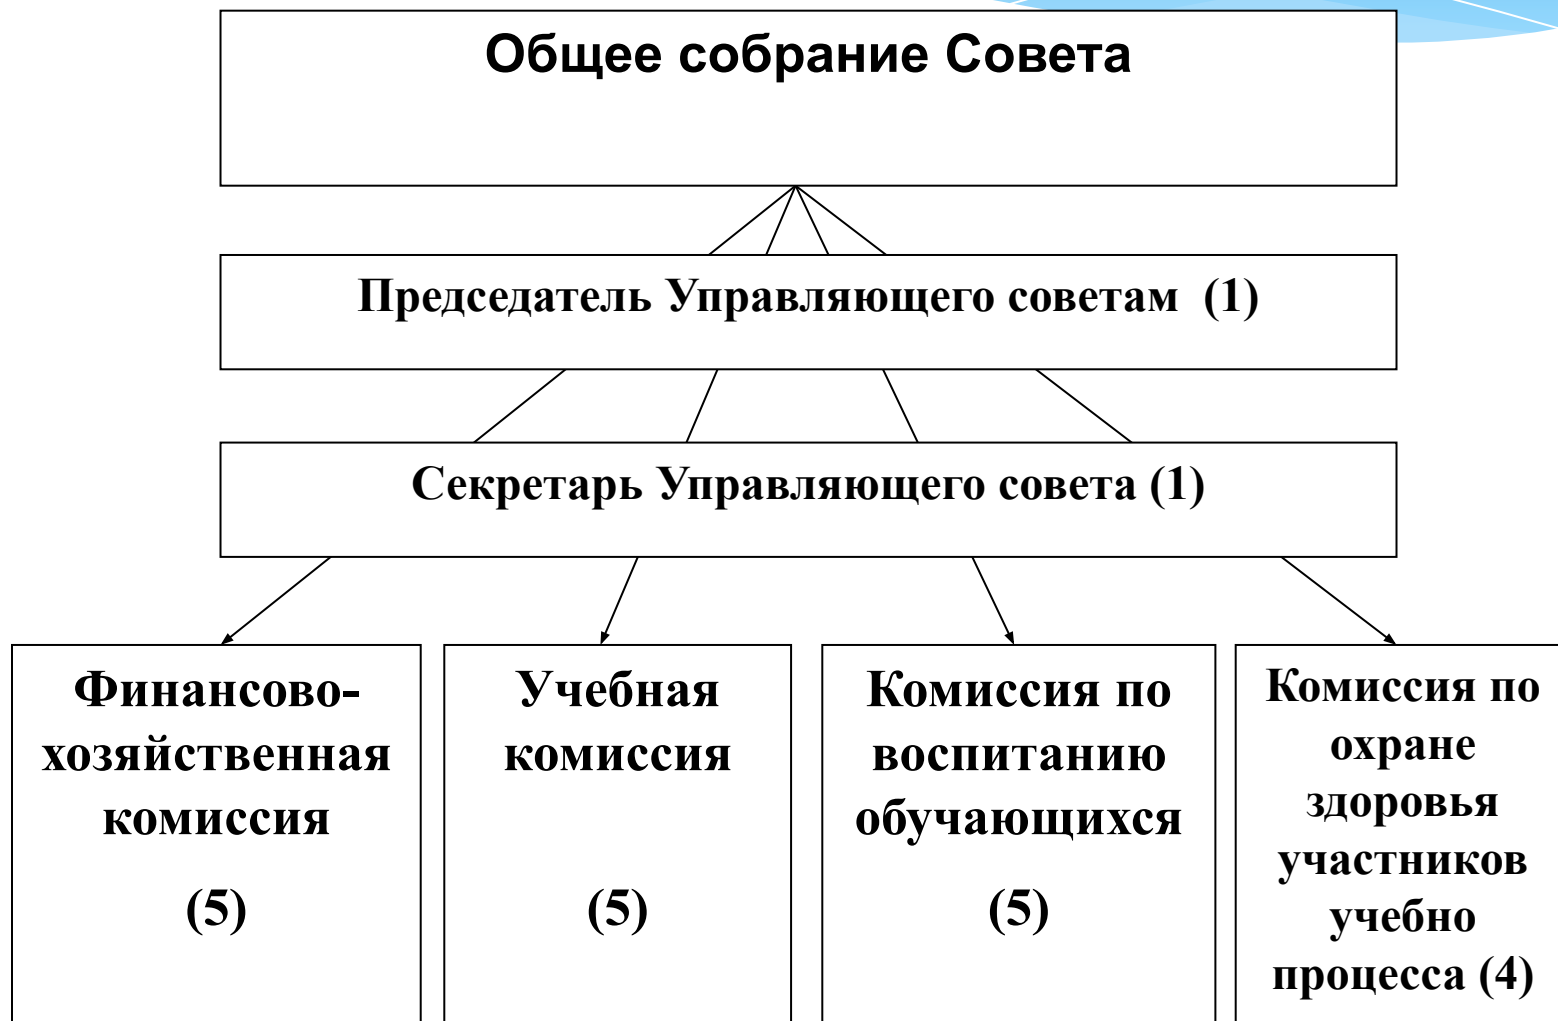 Общее собрание Совета
Председатель Управляющего советам (1)
Секретарь Управляющего совета (1)
Финансово-
хозяйственная
комиссия
(5)
Учебная
комиссия
(5)
Комиссия по
воспитанию
обучающихся
(5)
Комиссия по
охране
здоровья
участников
учебно
процесса (4)